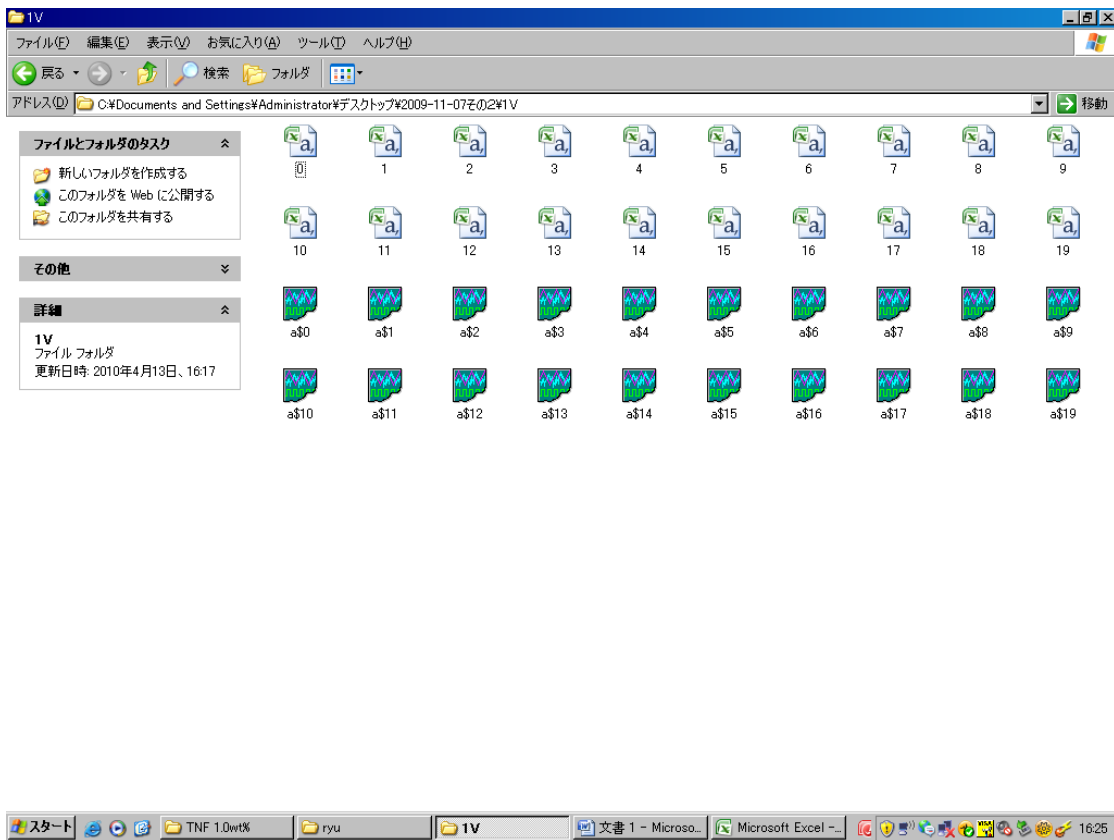 1V
ファイル(F) 編集(E) 表示(V) お気に入り(A) ツール(T) ヘルプ(H)
戻る 検索 フォルダ
アドレス(D) C:¥Documents and Settings¥Administrator¥デスクトップ¥2009-11-07その2¥1V 移動
ファイルとフォルダのタスク
新しいフォルダを作成する
このフォルダを Web に公開する
このフォルダを共有する
その他
詳細
1V
ファイル フォルダ
更新日時: 2010年4月13日、16:17
0 1 2 3 4 5 6 7 8 9
10 11 12 13 14 15 16 17 18 19
a$0 a$1 a$2 a$3 a$4 a$5 a$6 a$7 a$8 a$9
a$10 a$11 a$12 a$13 a$14 a$15 a$16 a$17 a$18 a$19
スタート TNF 1.0wt% ryu 1V 文書 1 - Microso... Microsoft Excel -... 16:25